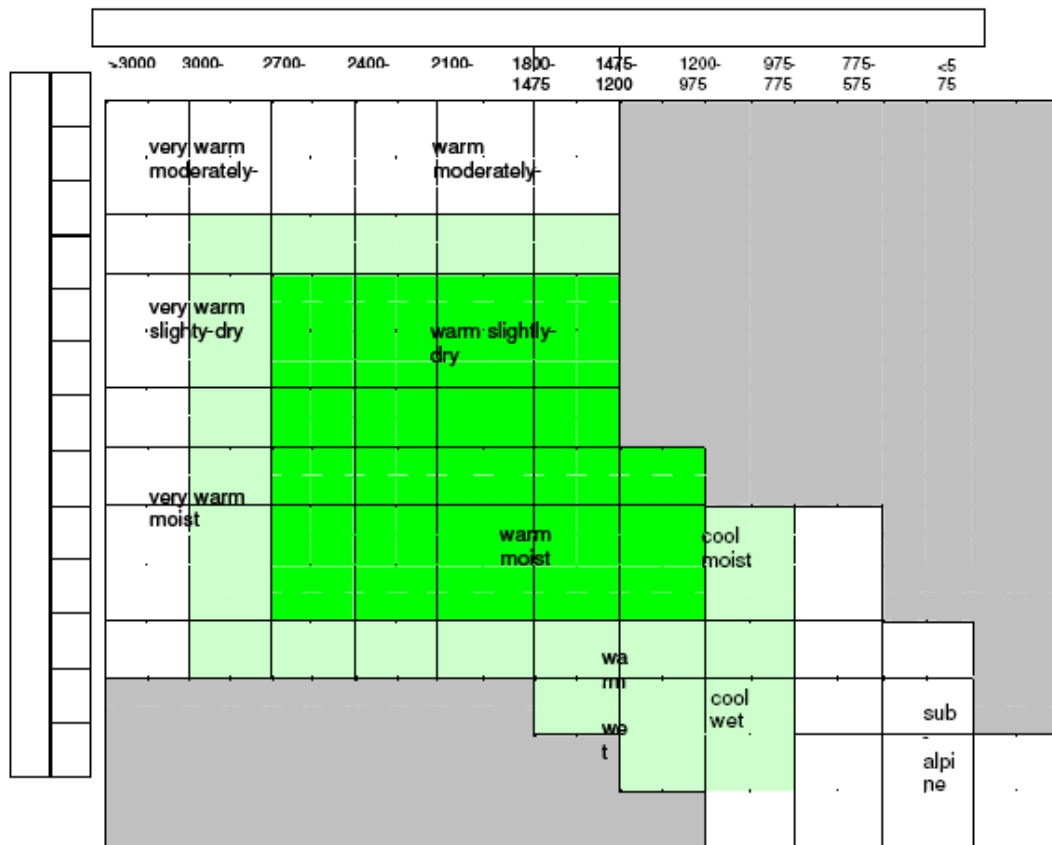 >3000 3000- 2700- 2400- 2100- 1800- 1475- 1200- 975- 775- <5
1475 1200 975 775 575 75
very warm
moderately-
warm
moderately-
very warm
slighty-dry
warm slightly-
dry
very warm
moist
warm
moist
cool
moist
wa
rm
we
t
cool
wet
sub
-
alpi
ne